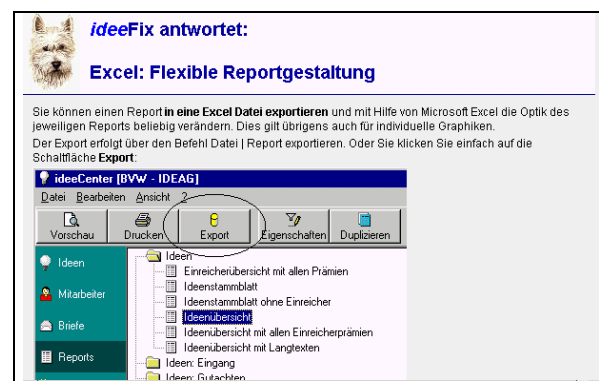 ideeFix antwortet:
Excel: Flexible Reportgestaltung
Sie können einen Report in eine Excel Datei exportieren und mit Hilfe von Microsoft Excel die Optik des
jeweiligen Reports beliebig verändern. Dies gilt übrigens auch für individuelle Graphiken.
Der Export erfolgt über den Befehl Datei | Report exportieren. Oder Sie klicken Sie einfach auf die
Schaltfläche Export:
ideeCenter [BVW - IDEAG]
Datei Bearbeiten Ansicht ?
Vorschau Drucken Export Eigenschaften Duplizieren
Ideen
Mitarbeiter
Briefe
Reports
Ideen
Einreicherübersicht mit allen Prämien
Ideenstammblatt
Ideenstammblatt ohne Einreicher
Ideenübersicht
Ideenübersicht mit allen Einreicherprämien
Ideenübersicht mit Langtexten
Ideen: Eingang
Ideen: Gutachten